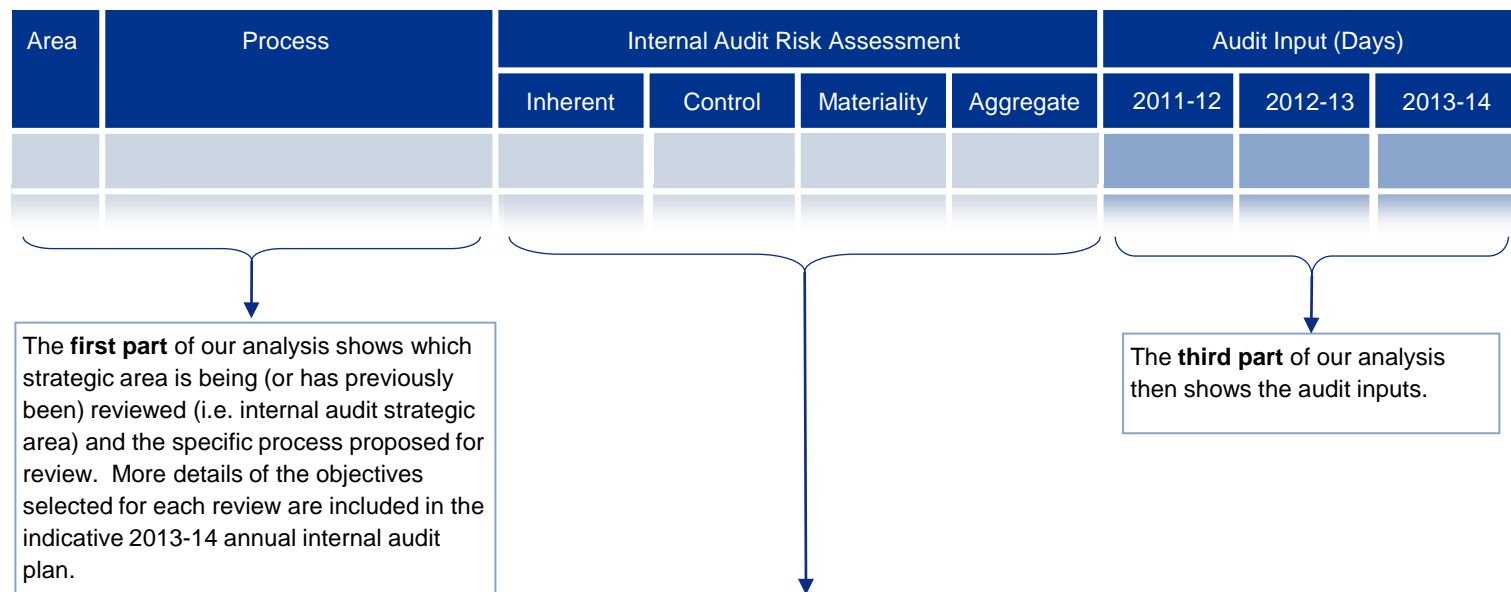 Area Process Internal Audit Risk Assessment Audit Input (Days)
Inherent Control Materiality Aggregate 2011-12 2012-13 2013-14
The first part of our analysis shows which
strategic area is being (or has previously
been) reviewed (i.e. internal audit strategic
area) and the specific process proposed for
review. More details of the objectives
selected for each review are included in the
indicative 2013-14 annual internal audit
plan.
The third part of our analysis
then shows the audit inputs.